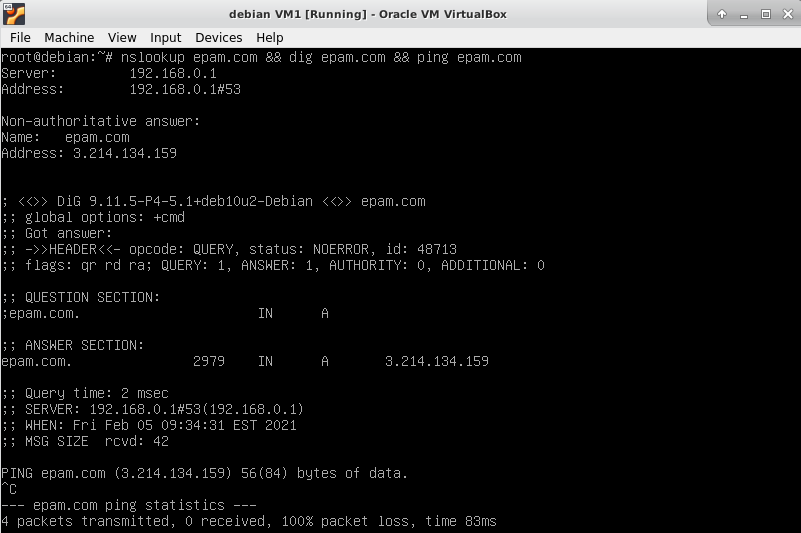 64
debian VM1 [Running] - Oracle VM VirtualBox
File Machine View Input Devices Help
root@debian:~# nslookup epam.com && dig epam.com && ping epam.com
Server:         192.168.0.1
Address:        192.168.0.1#53
Non-authoritative answer:
Name:   epam.com
Address: 3.214.134.159
; <<>> DiG 9.11.5-P4-5.1+deb10u2-Debian <<>> epam.com
;; global options: +cmd
;; Got answer:
;; ->>HEADER<<- opcode: QUERY, status: NOERROR, id: 48713
;; flags: qr rd ra; QUERY: 1, ANSWER: 1, AUTHORITY: 0, ADDITIONAL: 0
;; QUESTION SECTION:
;epam.com.                      IN      A
;; ANSWER SECTION:
epam.com.               2979    IN      A       3.214.134.159
;; Query time: 2 msec
;; SERVER: 192.168.0.1#53(192.168.0.1)
;; WHEN: Fri Feb 05 09:34:31 EST 2021
;; MSG SIZE  rcvd: 42
PING epam.com (3.214.134.159) 56(84) bytes of data.
^C
--- epam.com ping statistics ---
4 packets transmitted, 0 received, 100% packet loss, time 83ms